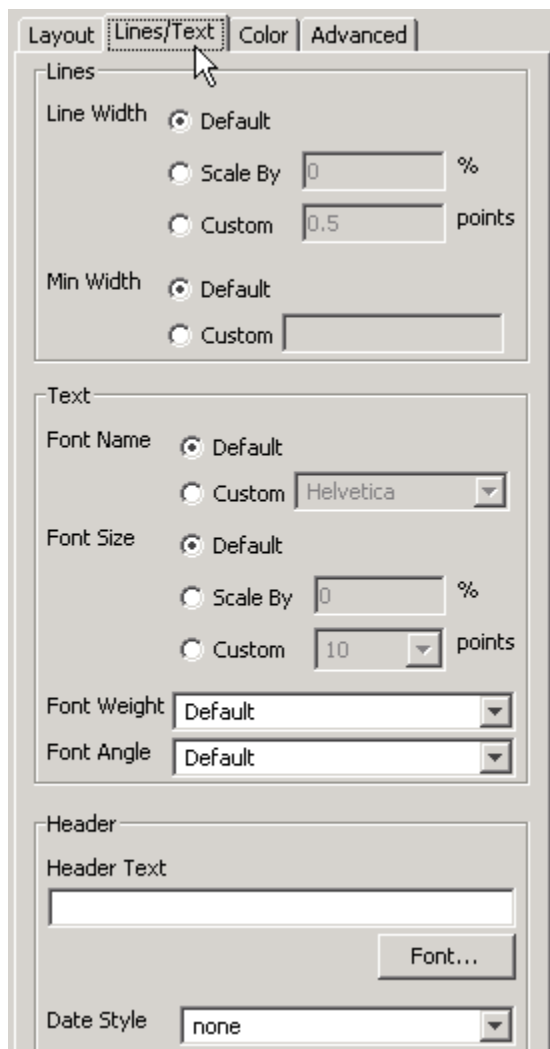 Layout Lines/Text Color Advanced
Lines
Line Width Default
Scale By 0 %
Custom 0.5 points
Min Width Default
Custom
Text
Font Name Default
Custom Helvetica
Font Size Default
Scale By 0 %
Custom 10 points
Font Weight Default
Font Angle Default
Header
Header Text
Font...
Date Style none